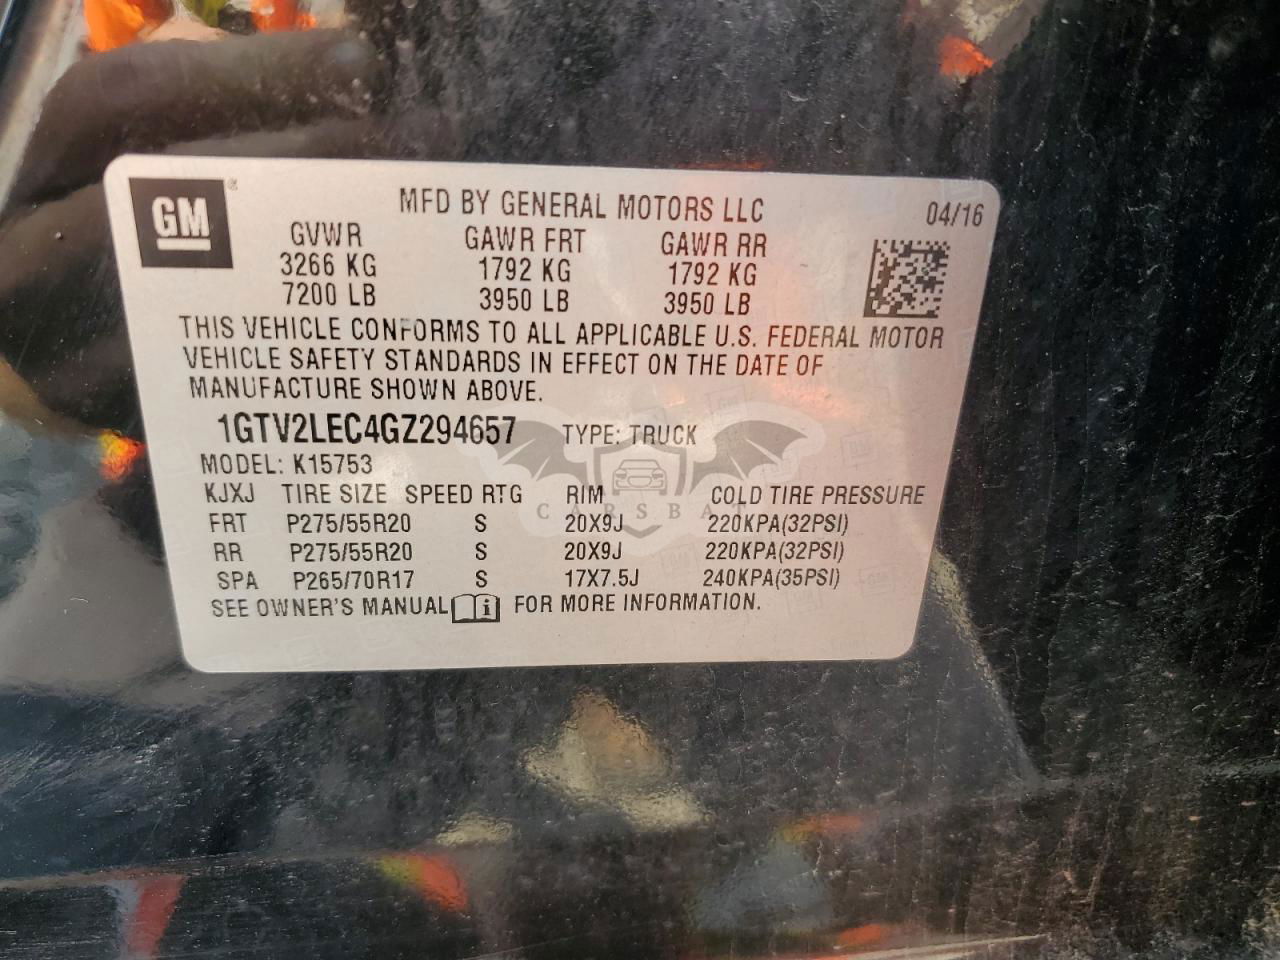 GM®
MFD BY GENERAL MOTORS LLC 04/16
GVWR GAWR FRT GAWR RR
3266 KG 1792 KG 1792 KG
7200 LB 3950 LB 3950 LB
THIS VEHICLE CONFORMS TO ALL APPLICABLE U.S. FEDERAL MOTOR
VEHICLE SAFETY STANDARDS IN EFFECT ON THE DATE OF
MANUFACTURE SHOWN ABOVE.
1GTV2LEC4GZ294657 TYPE: TRUCK
MODEL: K15753
KJXJ TIRE SIZE SPEED RTG RIM COLD TIRE PRESSURE
CARSBAT
FRT P275/55R20 S 20X9J 220KPA(32PSI)
RR P275/55R20 S 20X9J 220KPA(32PSI)
SPA P265/70R17 S 17X7.5J 240KPA(35PSI)
SEE OWNER'S MANUAL FOR MORE INFORMATION.